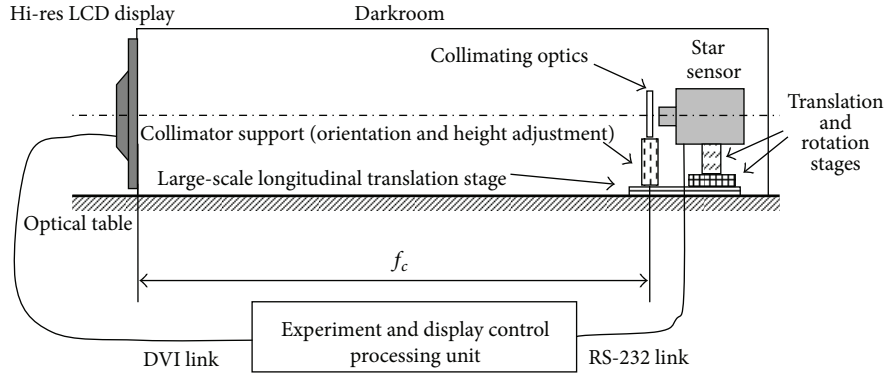 Hi-res LCD display
Darkroom
Collimating optics
Star
sensor
Translation
and
rotation
stages
Collimator support (orientation and height adjustment)
Large-scale longitudinal translation stage
Optical table
f_c
Experiment and display control
processing unit
DVI link
RS-232 link